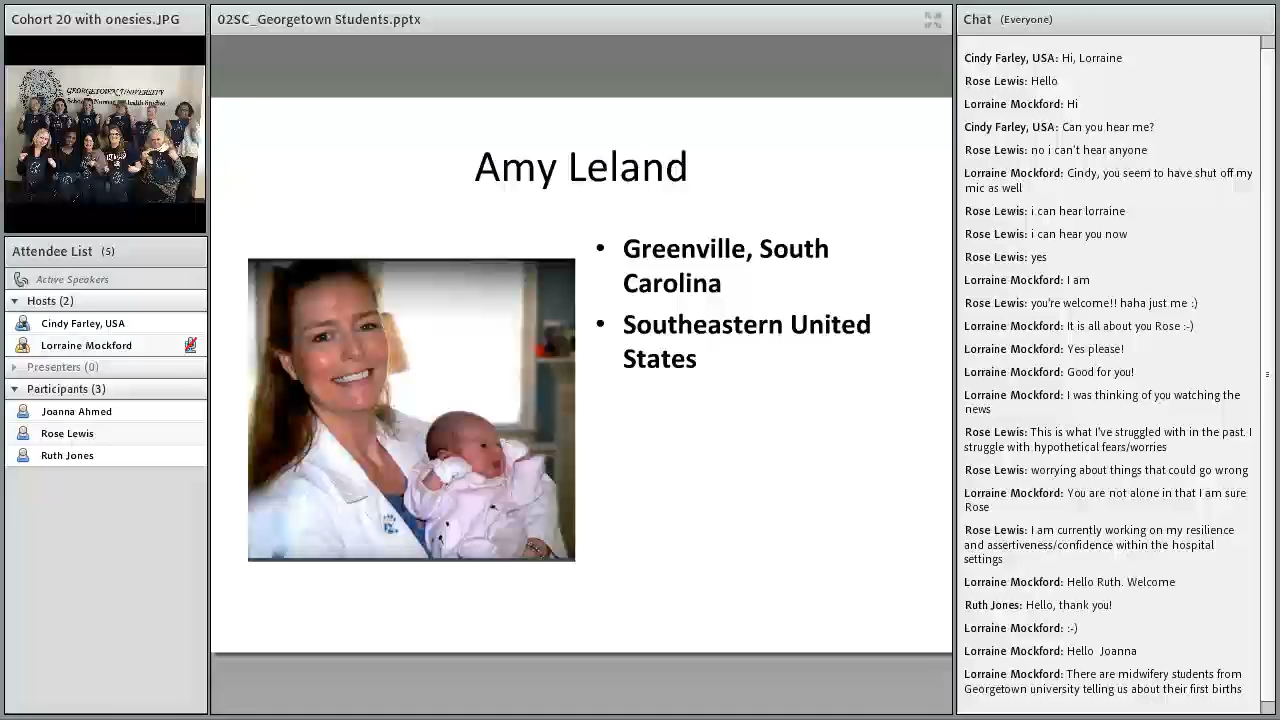 Cohort 20 with onesies.JPG
GEORGETOWN UNIVERSITY
Attendee List (5)
Active Speakers
Hosts (2)
Cindy Farley, USA
Lorraine Mockford
Presenters (0)
Participants (3)
Joanna Ahmed
Rose Lewis
Ruth Jones
02SC_Georgetown Students.pptx
Amy Leland
• Greenville, South
Carolina
• Southeastern United
States
Chat (Everyone)
Cindy Farley, USA: Hi, Lorraine
Rose Lewis: Hello
Lorraine Mockford: Hi
Cindy Farley, USA: Can you hear me?
Rose Lewis: no i can't hear anyone
Lorraine Mockford: Cindy, you seem to have shut off my
mic as well
Rose Lewis: i can hear lorraine
Rose Lewis: i can hear you now
Rose Lewis: yes
Lorraine Mockford: I am
Rose Lewis: you're welcome!! haha just me :)
Lorraine Mockford: It is all about you Rose :-)
Lorraine Mockford: Yes please!
Lorraine Mockford: Good for you!
Lorraine Mockford: I was thinking of you watching the
news
Rose Lewis: This is what I've struggled with in the past. I
struggle with hypothetical fears/worries
Rose Lewis: worrying about things that could go wrong
Lorraine Mockford: You are not alone in that I am sure
Rose
Rose Lewis: I am currently working on my resilience
and assertiveness/confidence within the hospital
settings
Lorraine Mockford: Hello Ruth. Welcome
Ruth Jones: Hello, thank you!
Lorraine Mockford: :-)
Lorraine Mockford: Hello Joanna
Lorraine Mockford: There are midwifery students from
Georgetown university telling us about their first births